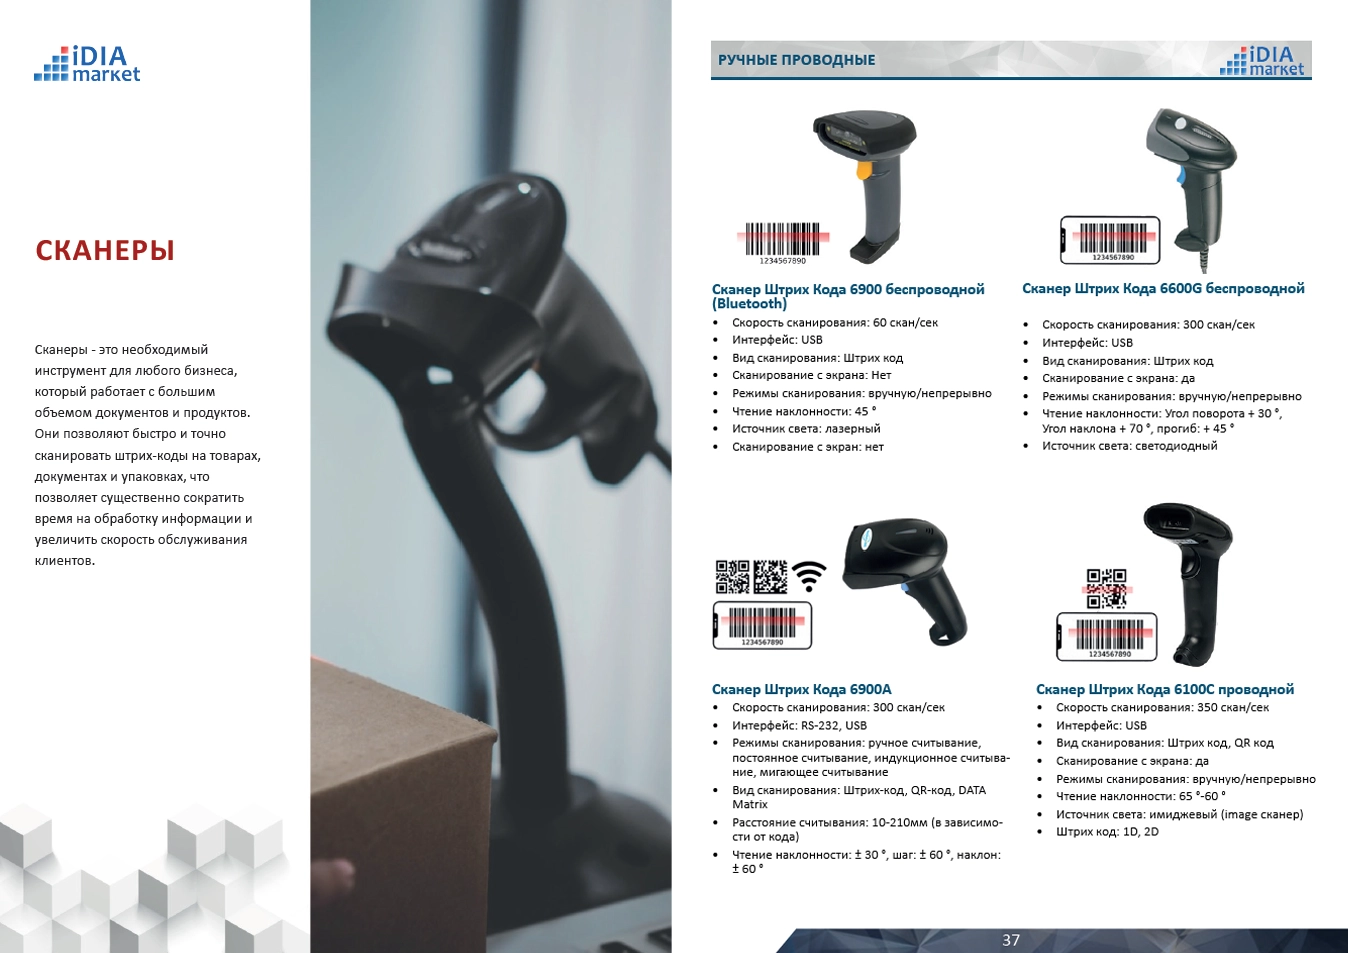 iDIA
market
СКАНЕРЫ
Сканеры - это необходимый
инструмент для любого бизнеса,
который работает с большим
объемом документов и продуктов.
Они позволяют быстро и точно
сканировать штрих-коды на товарах,
документах и упаковках, что
позволяет существенно сократить
время на обработку информации и
увеличить скорость обслуживания
клиентов.
РУЧНЫЕ ПРОВОДНЫЕ
iDIA
market
1234567890
Сканер Штрих Кода 6900 беспроводной
(Bluetooth)
• Скорость сканирования: 60 скан/сек
• Интерфейс: USB
• Вид сканирования: Штрих код
• Сканирование с экрана: Нет
• Режимы сканирования: вручную/непрерывно
• Чтение наклонности: 45 °
• Источник света: лазерный
• Сканирование с экран: нет
1234567890
Сканер Штрих Кода 6600G беспроводной
• Скорость сканирования: 300 скан/сек
• Интерфейс: USB
• Вид сканирования: Штрих код
• Сканирование с экрана: да
• Режимы сканирования: вручную/непрерывно
• Чтение наклонности: Угол поворота + 30 °,
Угол наклона + 70 °, прогиб: + 45 °
• Источник света: светодиодный
1234567890
Сканер Штрих Кода 6900A
• Скорость сканирования: 300 скан/сек
• Интерфейс: RS-232, USB
• Режимы сканирования: ручное считывание,
постоянное считывание, индукционное считыва-
ние, мигающее считывание
• Вид сканирования: Штрих-код, QR-код, DATA
Matrix
• Расстояние считывания: 10-210мм (в зависимо-
сти от кода)
• Чтение наклонности: ± 30 °, шаг: ± 60 °, наклон:
± 60 °
1234567890
Сканер Штрих Кода 6100C проводной
• Скорость сканирования: 350 скан/сек
• Интерфейс: USB
• Вид сканирования: Штрих код, QR код
• Сканирование с экрана: да
• Режимы сканирования: вручную/непрерывно
• Чтение наклонности: 65 °-60 °
• Источник света: имиджевый (image сканер)
• Штрих код: 1D, 2D
37